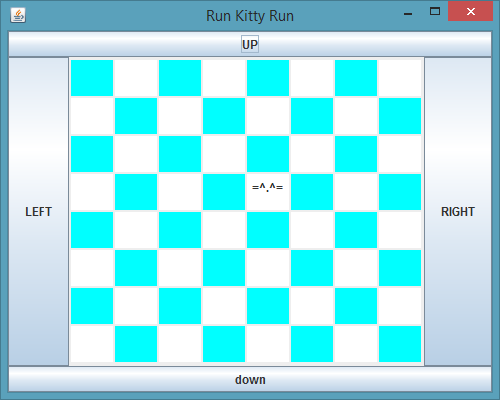 Run Kitty Run
UP
LEFT
=^.^=
RIGHT
down